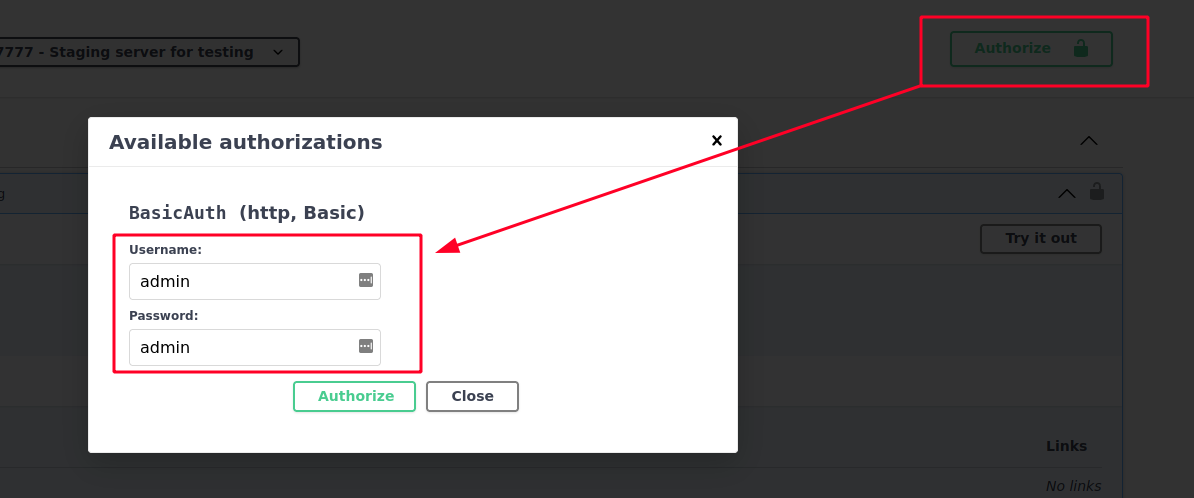 7777 - Staging server for testing
Authorize
Available authorizations
BasicAuth (http, Basic)
Username:
admin
Password:
admin
Authorize
Close
Try it out
Links
No links